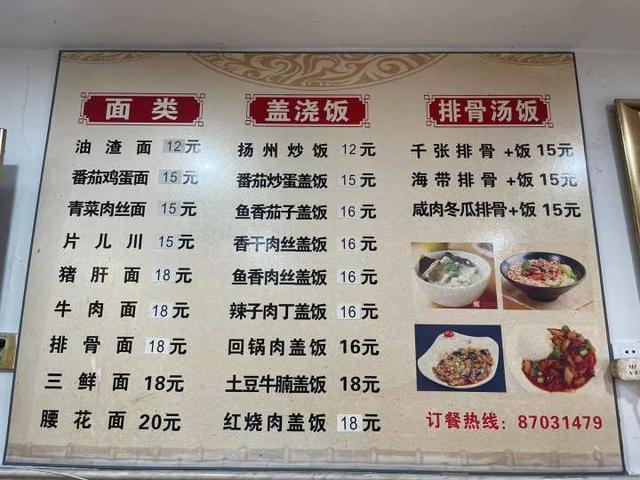 面类
油渣面 12元
番茄鸡蛋面 15元
青菜肉丝面 15元
片儿川 15元
猪肝面 18元
牛肉面 18元
排骨面 18元
三鲜面 18元
腰花面 20元
盖浇饭
扬州炒饭 12元
番茄炒蛋盖饭 15元
鱼香茄子盖饭 16元
香干肉丝盖饭 16元
鱼香肉丝盖饭 16元
辣子肉丁盖饭 16元
回锅肉盖饭 16元
土豆牛腩盖饭 18元
红烧肉盖饭 18元
排骨汤饭
千张排骨+饭 15元
海带排骨+饭 15元
咸肉冬瓜排骨+饭 15元
订餐热线：87031479